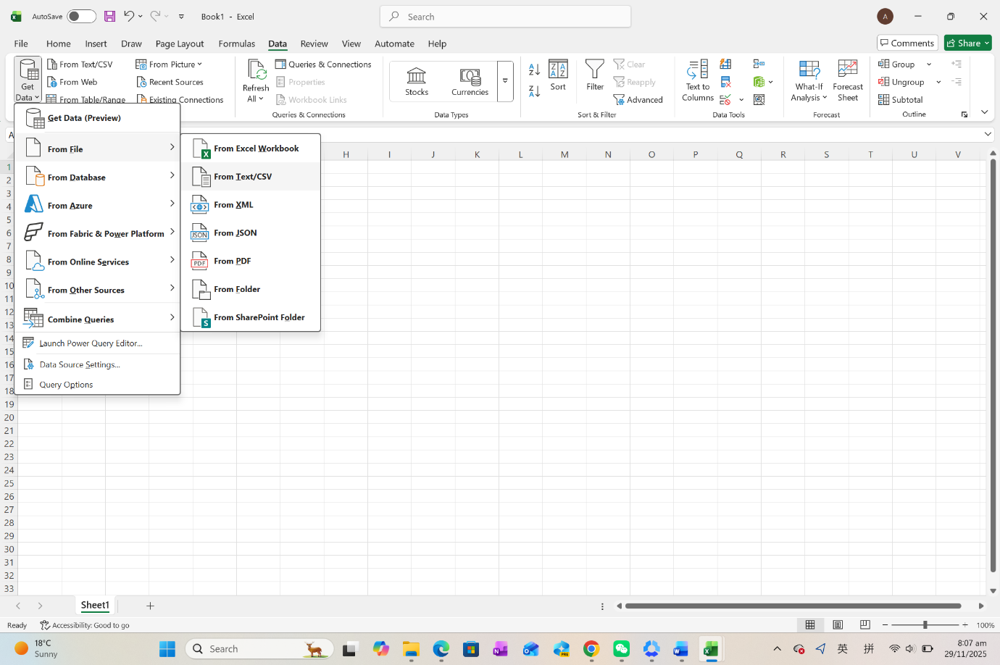 AutoSave
Book1 - Excel
Search
A
File Home Insert Draw Page Layout Formulas Data Review View Automate Help
Comments Share
Get Data
From Text/CSV
From Web
From Table/Range
From Picture
Recent Sources
Existing Connections
Refresh All
Queries & Connections
Properties
Workbook Links
Queries & Connections
Stocks
Currencies
Data Types
Sort
Filter
Clear
Reapply
Advanced
Sort & Filter
Text to Columns
Data Tools
What-If Analysis
Forecast Sheet
Forecast
Group
Ungroup
Subtotal
Outline
Get Data (Preview)
From File
From Database
From Azure
From Fabric & Power Platform
From Online Services
From Other Sources
Combine Queries
Launch Power Query Editor...
Data Source Settings...
Query Options
From Excel Workbook
From Text/CSV
From XML
From JSON
From PDF
From Folder
From SharePoint Folder
H I J K L M N O P Q R S T U V
1
2
3
4
5
6
7
8
9
10
11
12
13
14
15
16
17
18
19
20
21
22
23
24
25
26
27
28
29
30
31
32
33
Sheet1
Ready
Accessibility: Good to go
100%
18°C
Sunny
Search
英 拼
8:07 am
29/11/2025